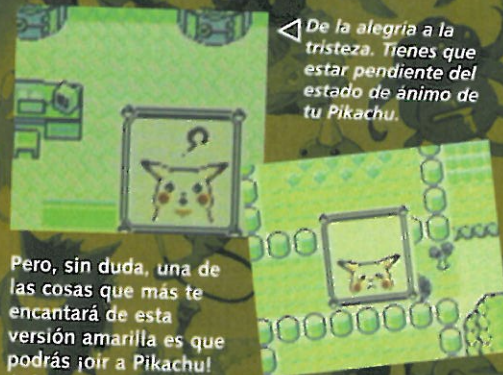 De la alegría a la
tristeza. Tienes que
estar pendiente del
estado de ánimo de
tu Pikachu.
?
Pero, sin duda, una de
las cosas que más te
encantará de esta
versión amarilla es que
podrás ¡oír a Pikachu!